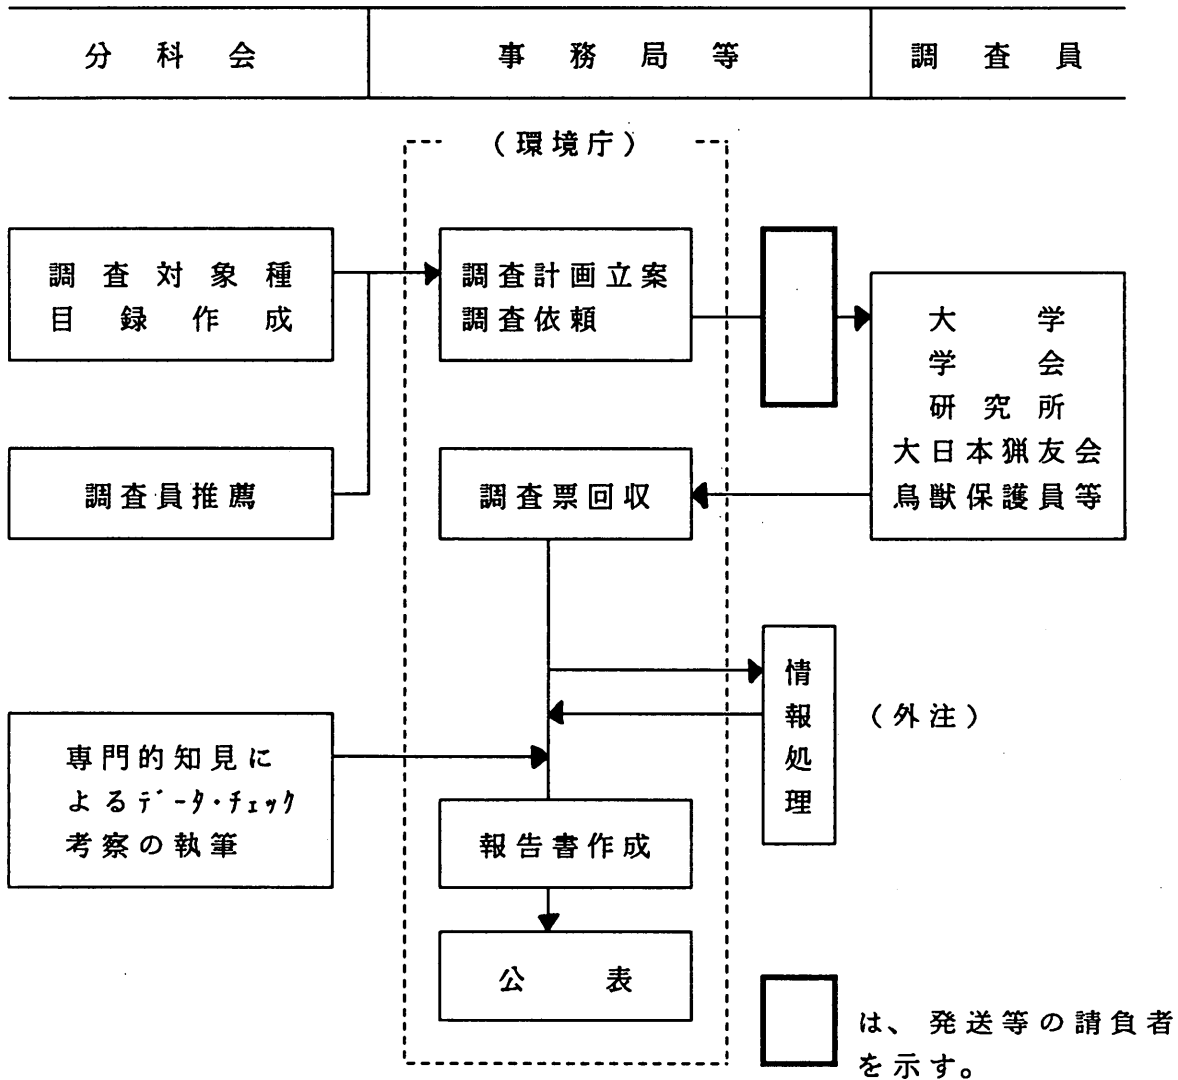 分科会
事務局等
調査員
（環境庁）
調査対象種
目録作成
調査計画立案
調査依頼
大学
学会
研究所
大日本猟友会
鳥獣保護員等
調査員推薦
調査票回収
情報処理
（外注）
専門的知見に
よるデータ・チェック
考察の執筆
報告書作成
公表
は、発送等の請負者
を示す。